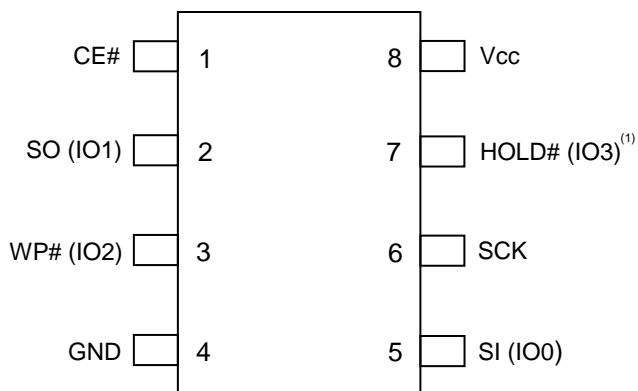 CE# 1 8 Vcc
SO (IO1) 2 7 HOLD# (IO3)(1)
WP# (IO2) 3 6 SCK
GND 4 5 SI (IO0)